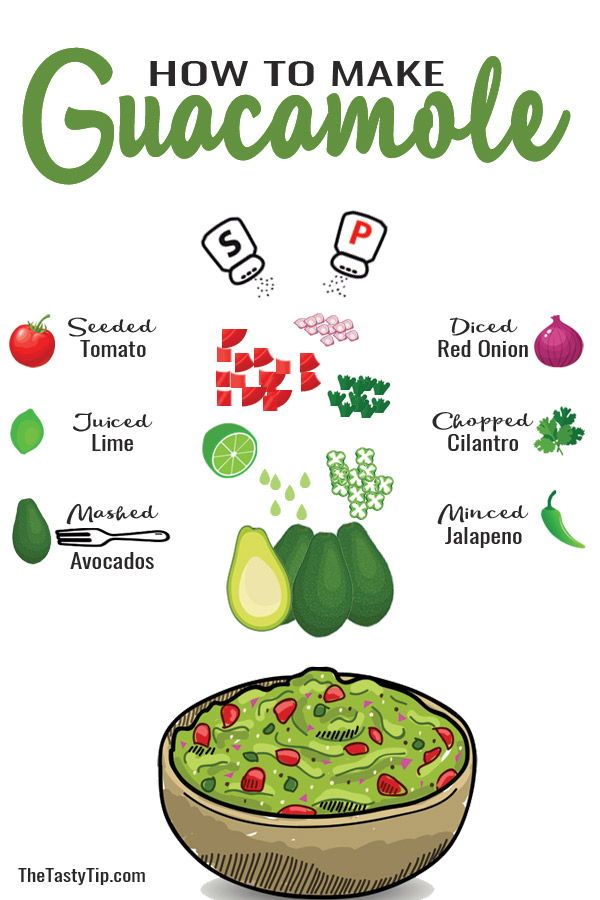 HOW TO MAKE
Guacamole
S
P
Seeded
Tomato
Diced
Red Onion
Juiced
Lime
Chopped
Cilantro
Mashed
Avocados
Minced
Jalapeno
TheTastyTip.com